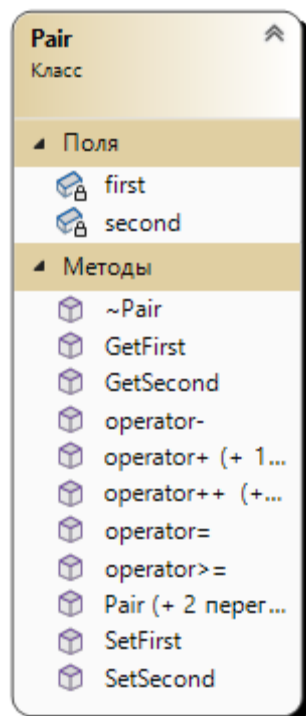 Pair
Класс
Поля
first
second
Методы
~Pair
GetFirst
GetSecond
operator-
operator+ (+ 1...
operator++ (+...
operator=
operator>=
Pair (+ 2 перег...
SetFirst
SetSecond